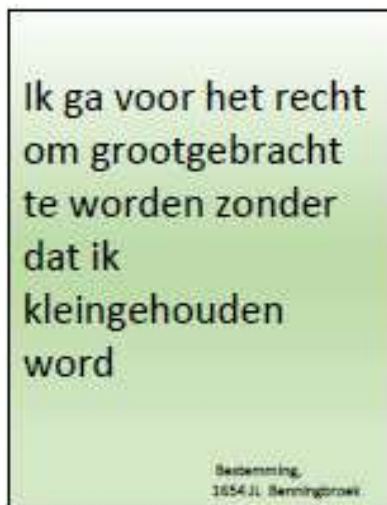 Ik ga voor het recht
om grootgebracht
te worden zonder
dat ik
kleingehouden
word
Bestemming,
1654 JL Benningbroek